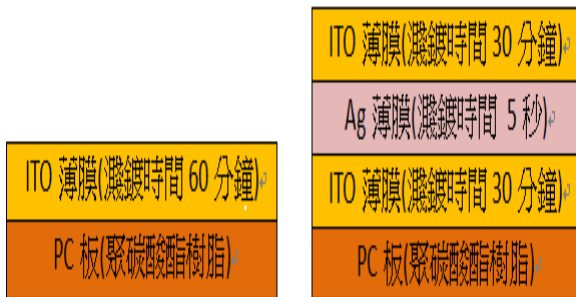 ITO 薄膜(濺鍍時間 60 分鐘)
PC 板(聚碳酸酯樹脂)
ITO 薄膜(濺鍍時間 30 分鐘)
Ag 薄膜(濺鍍時間 5 秒)
ITO 薄膜(濺鍍時間 30 分鐘)
PC 板(聚碳酸酯樹脂)